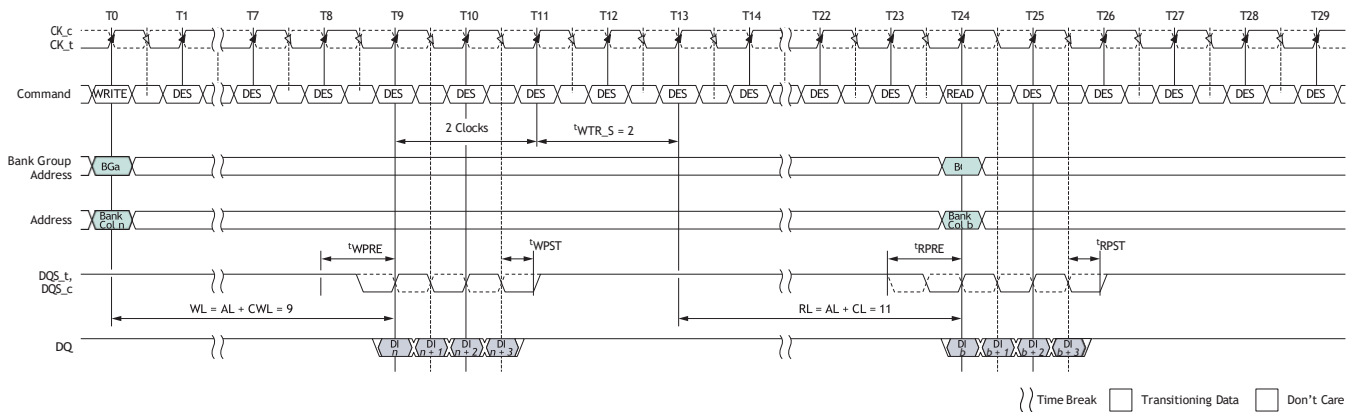 T0 T1 T7 T8 T9 T10 T11 T12 T13 T14 T22 T23 T24 T25 T26 T27 T28 T29
CK_c
CK_t
Command WRITE DES DES DES DES DES DES DES DES DES DES DES READ DES DES DES DES DES
2 Clocks tWTR_S = 2
Bank Group
Address
BGa
Address
Bank
Col n
Bank
Col b
tWPRE tWPST tRPRE tRPST
DQS_t,
DQS_c
WL = AL + CWL = 9 RL = AL + CL = 11
DQ
DI DI DI DI DI DI DI DI
n n + 1 n + 2 n + 3 b b + 1 b + 2 b + 3
Time Break Transitioning Data Don't Care